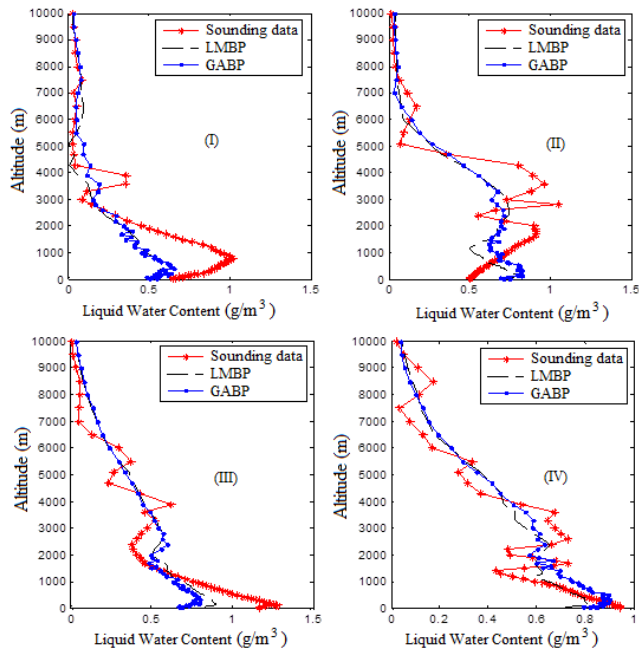 10000
9000
8000
7000
6000
5000
4000
3000
2000
1000
0
Altitude (m)
Sounding data
LMBP
GABP
(I)
0 0.5 1 1.5
Liquid Water Content (g/m³)
10000
9000
8000
7000
6000
5000
4000
3000
2000
1000
0
Altitude (m)
Sounding data
LMBP
GABP
(II)
0 0.5 1 1.5
Liquid Water Content (g/m³)
10000
9000
8000
7000
6000
5000
4000
3000
2000
1000
0
Altitude (m)
Sounding data
LMBP
GABP
(III)
0 0.5 1 1.5
Liquid Water Content (g/m³)
10000
9000
8000
7000
6000
5000
4000
3000
2000
1000
0
Altitude (m)
Sounding data
LMBP
GABP
(IV)
0 0.2 0.4 0.6 0.8 1
Liquid Water Content (g/m³)